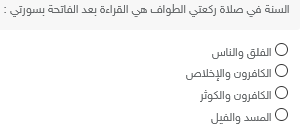 السنة في صلاة ركعتي الطواف هي القراءة بعد الفاتحة بسورتي :
الفلق والناس
الكافرون والإخلاص
الكافرون والكوثر
المسد والفيل